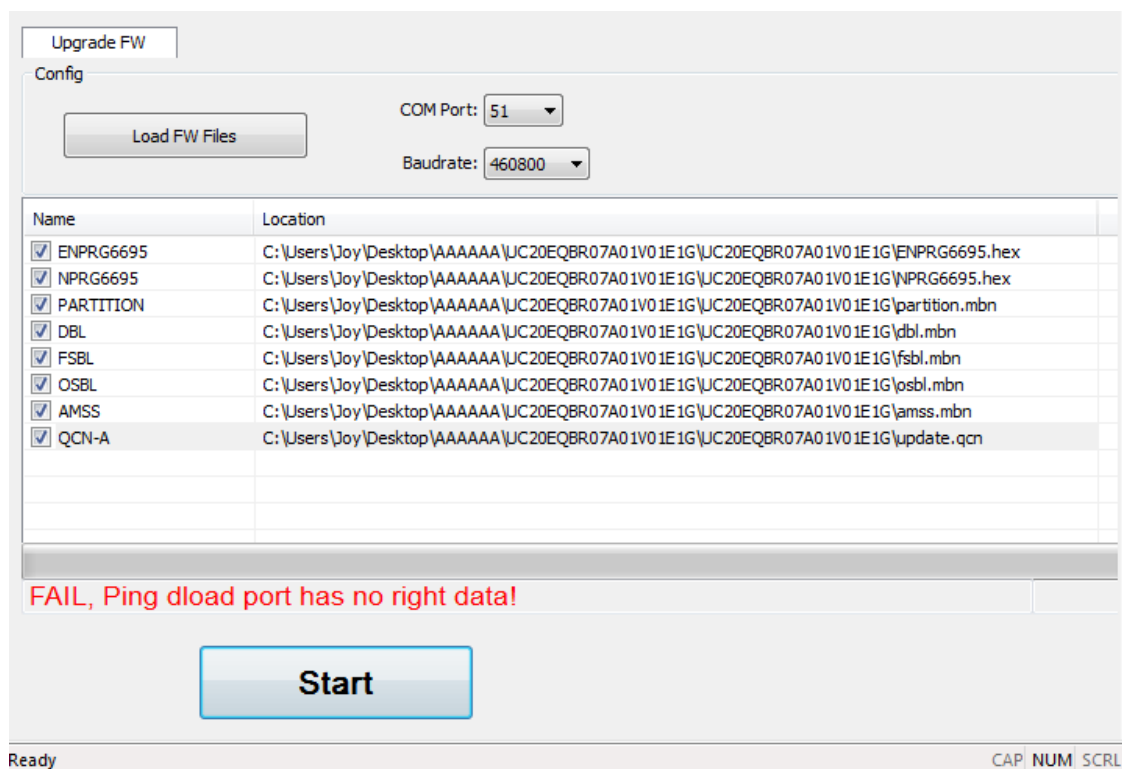 Upgrade FW
Config
Load FW Files
COM Port: 51
Baudrate: 460800
Name Location
ENPRG6695 C:\Users\Joy\Desktop\AAAAAA\UC20EQBR07A01V01E1G\UC20EQBR07A01V01E1G\ENPRG6695.hex
NPRG6695 C:\Users\Joy\Desktop\AAAAAA\UC20EQBR07A01V01E1G\UC20EQBR07A01V01E1G\NPRG6695.hex
PARTITION C:\Users\Joy\Desktop\AAAAAA\UC20EQBR07A01V01E1G\UC20EQBR07A01V01E1G\partition.mbn
DBL C:\Users\Joy\Desktop\AAAAAA\UC20EQBR07A01V01E1G\UC20EQBR07A01V01E1G\dbl.mbn
FSBL C:\Users\Joy\Desktop\AAAAAA\UC20EQBR07A01V01E1G\UC20EQBR07A01V01E1G\fsbl.mbn
OSBL C:\Users\Joy\Desktop\AAAAAA\UC20EQBR07A01V01E1G\UC20EQBR07A01V01E1G\osbl.mbn
AMSS C:\Users\Joy\Desktop\AAAAAA\UC20EQBR07A01V01E1G\UC20EQBR07A01V01E1G\amss.mbn
QCN-A C:\Users\Joy\Desktop\AAAAAA\UC20EQBR07A01V01E1G\UC20EQBR07A01V01E1G\update.qcn
FAIL, Ping dload port has no right data!
Start
Ready CAP NUM SCRL